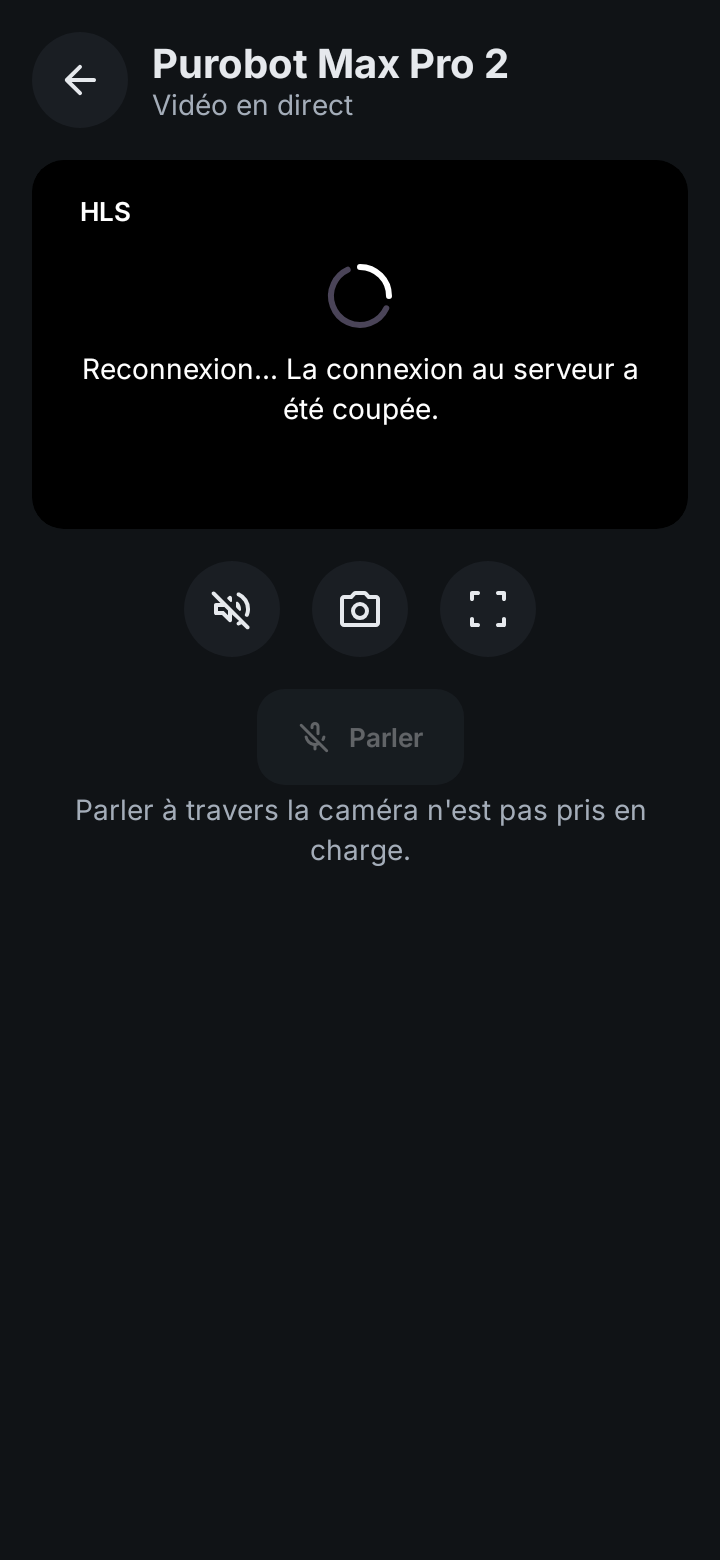 Purobot Max Pro 2
Vidéo en direct
HLS
Reconnexion… La connexion au serveur a
été coupée.
Parler
Parler à travers la caméra n'est pas pris en
charge.